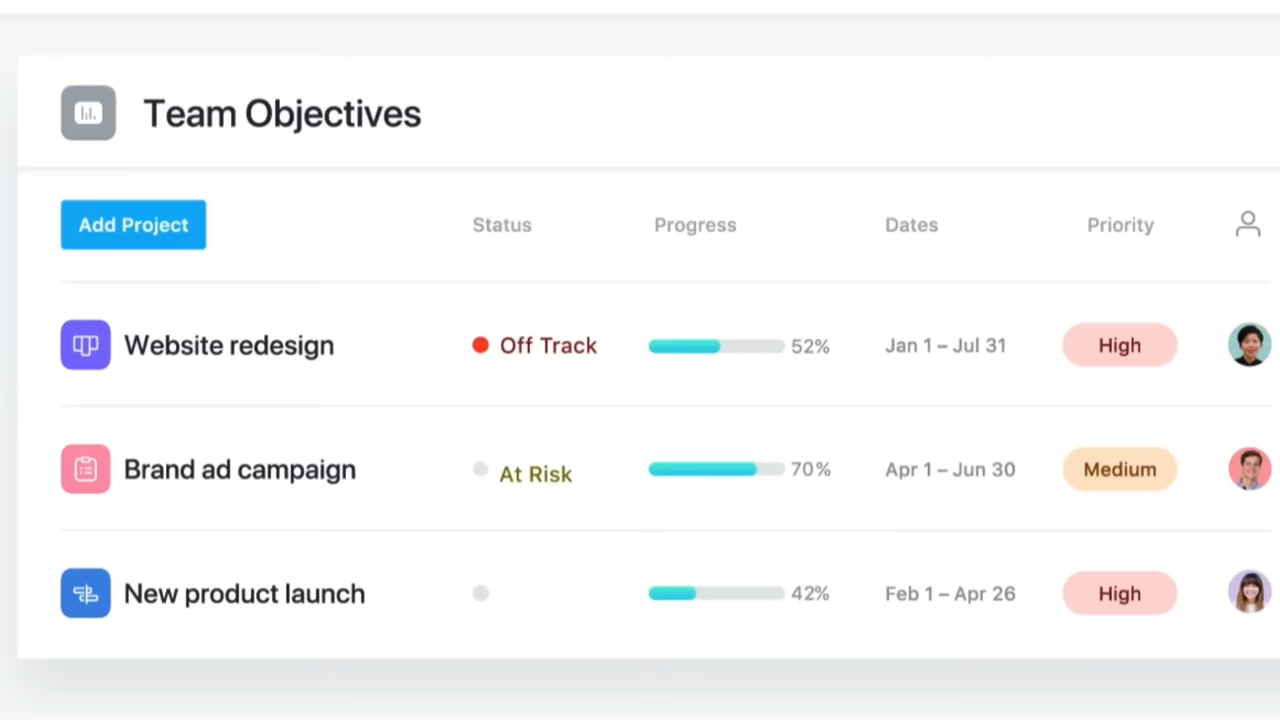 Team Objectives
Add Project Status Progress Dates Priority
Website redesign Off Track 52% Jan 1 – Jul 31 High
Brand ad campaign At Risk 70% Apr 1 – Jun 30 Medium
New product launch 42% Feb 1 – Apr 26 High